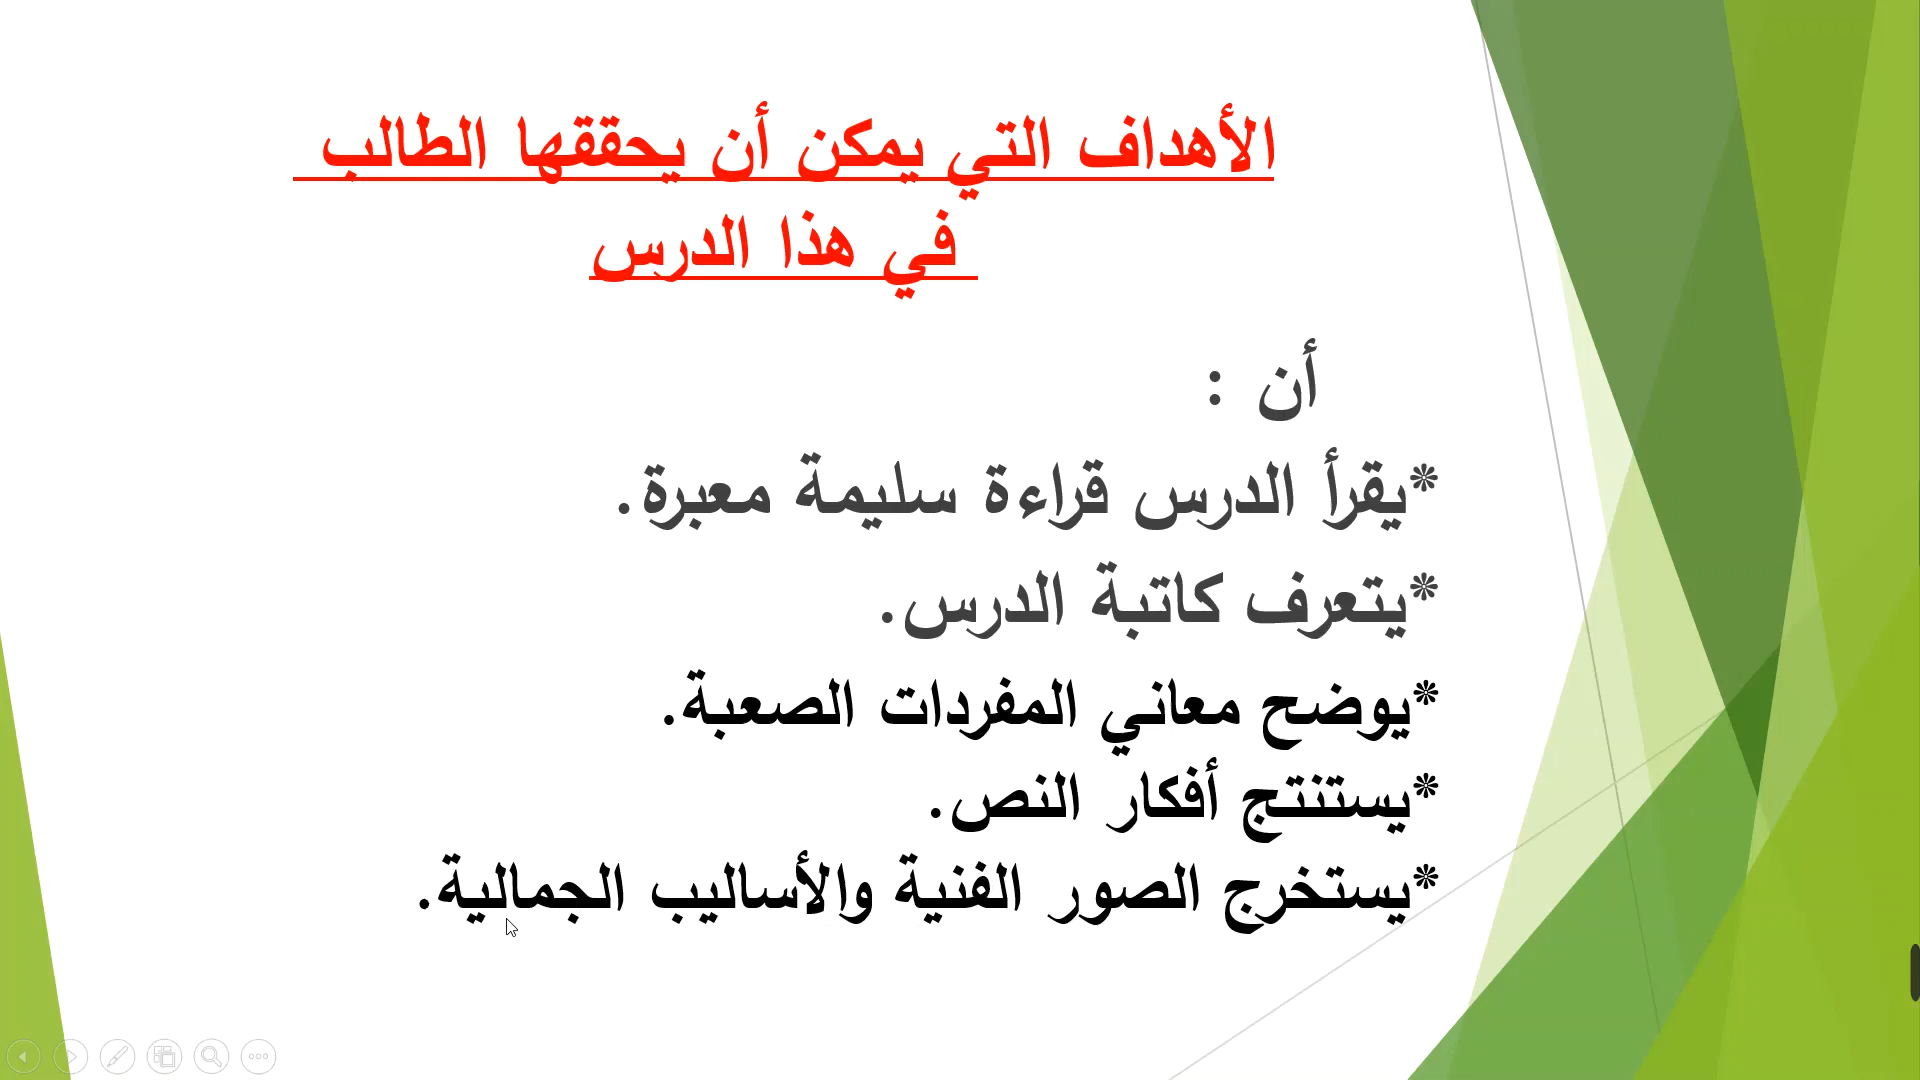 الأهداف التي يمكن أن يحققها الطالب
في هذا الدرس
أن :
*يقرأ الدرس قراءة سليمة معبرة.
*يتعرف كاتبة الدرس.
*يوضح معاني المفردات الصعبة.
*يستنتج أفكار النص.
*يستخرج الصور الفنية والأساليب الجمالية.